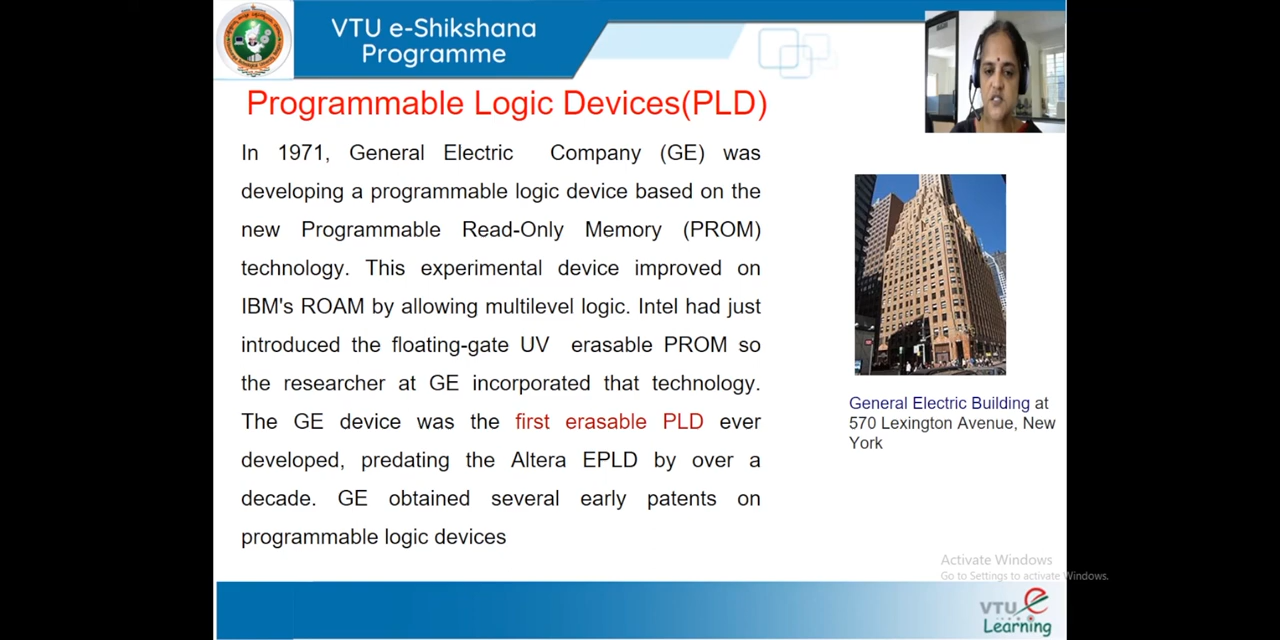 VTU e-Shikshana
Programme
Programmable Logic Devices(PLD)
In 1971, General Electric Company (GE) was
developing a programmable logic device based on the
new Programmable Read-Only Memory (PROM)
technology. This experimental device improved on
IBM's ROAM by allowing multilevel logic. Intel had just
introduced the floating-gate UV erasable PROM so
the researcher at GE incorporated that technology.
The GE device was the first erasable PLD ever
developed, predating the Altera EPLD by over a
decade. GE obtained several early patents on
programmable logic devices
General Electric Building at
570 Lexington Avenue, New
York
Activate Windows
Go to Settings to activate Windows.
VTU e
Learning